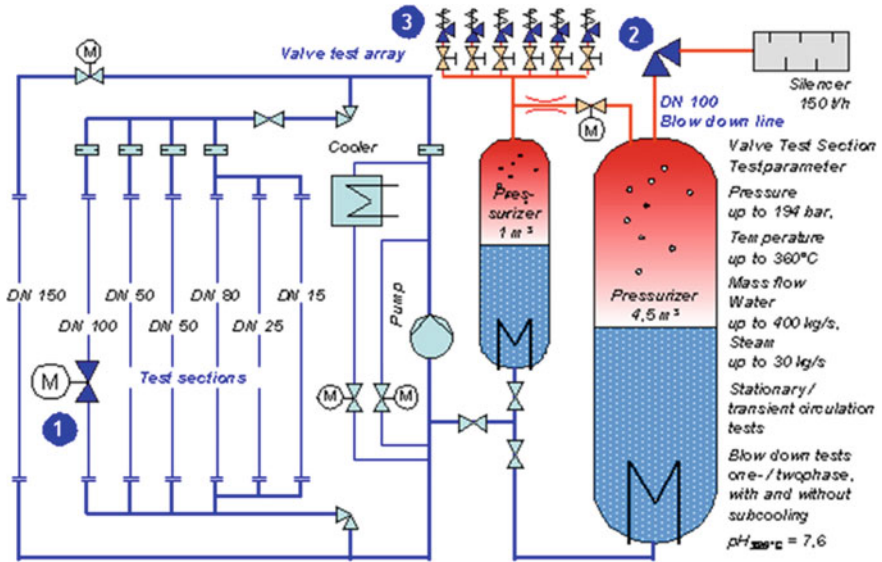 M
3
2
Valve test array
Silencer
150 t/h
DN 100
Blow down line
M
Cooler
Pres-
surizer
1 m³
Valve Test Section
Testparameter
Pressure
up to 194 bar,
Temperature
up to 360°C
Mass flow
Water
up to 400 kg/s,
Steam
up to 30 kg/s
Stationary/
transient circulation
tests
Blow down tests
one- / twophase,
with and without
subcooling
= 7,6
Pressurizer
4,5 m³
DN 150
DN 50
DN 80
DN 15
DN 100
DN 50
DN 25
Pump
M
Test sections
M
M
1